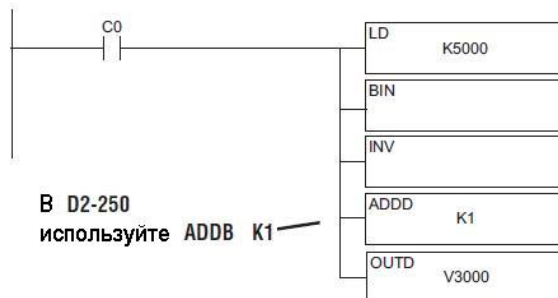 C0
LD
K5000
BIN
INV
ADDD
K1
В D2-250
используйте ADDB K1
OUTD
V3000